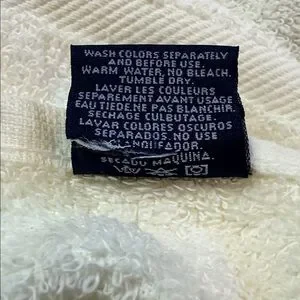 WASH COLORS SEPARATELY
AND BEFORE USE.
WARM WATER, NO BLEACH.
TUMBLE DRY.
LAVER LES COULEURS
SEPAREMENT AVANT USAGE
EAU TIEDE. NE PAS BLANCHIR.
SECHAGE CULBUTAGE.
LAVAR COLORES OSCUROS
SEPARADOS. NO USE
BLANQUEADOR.
SECADO MAQUINA.